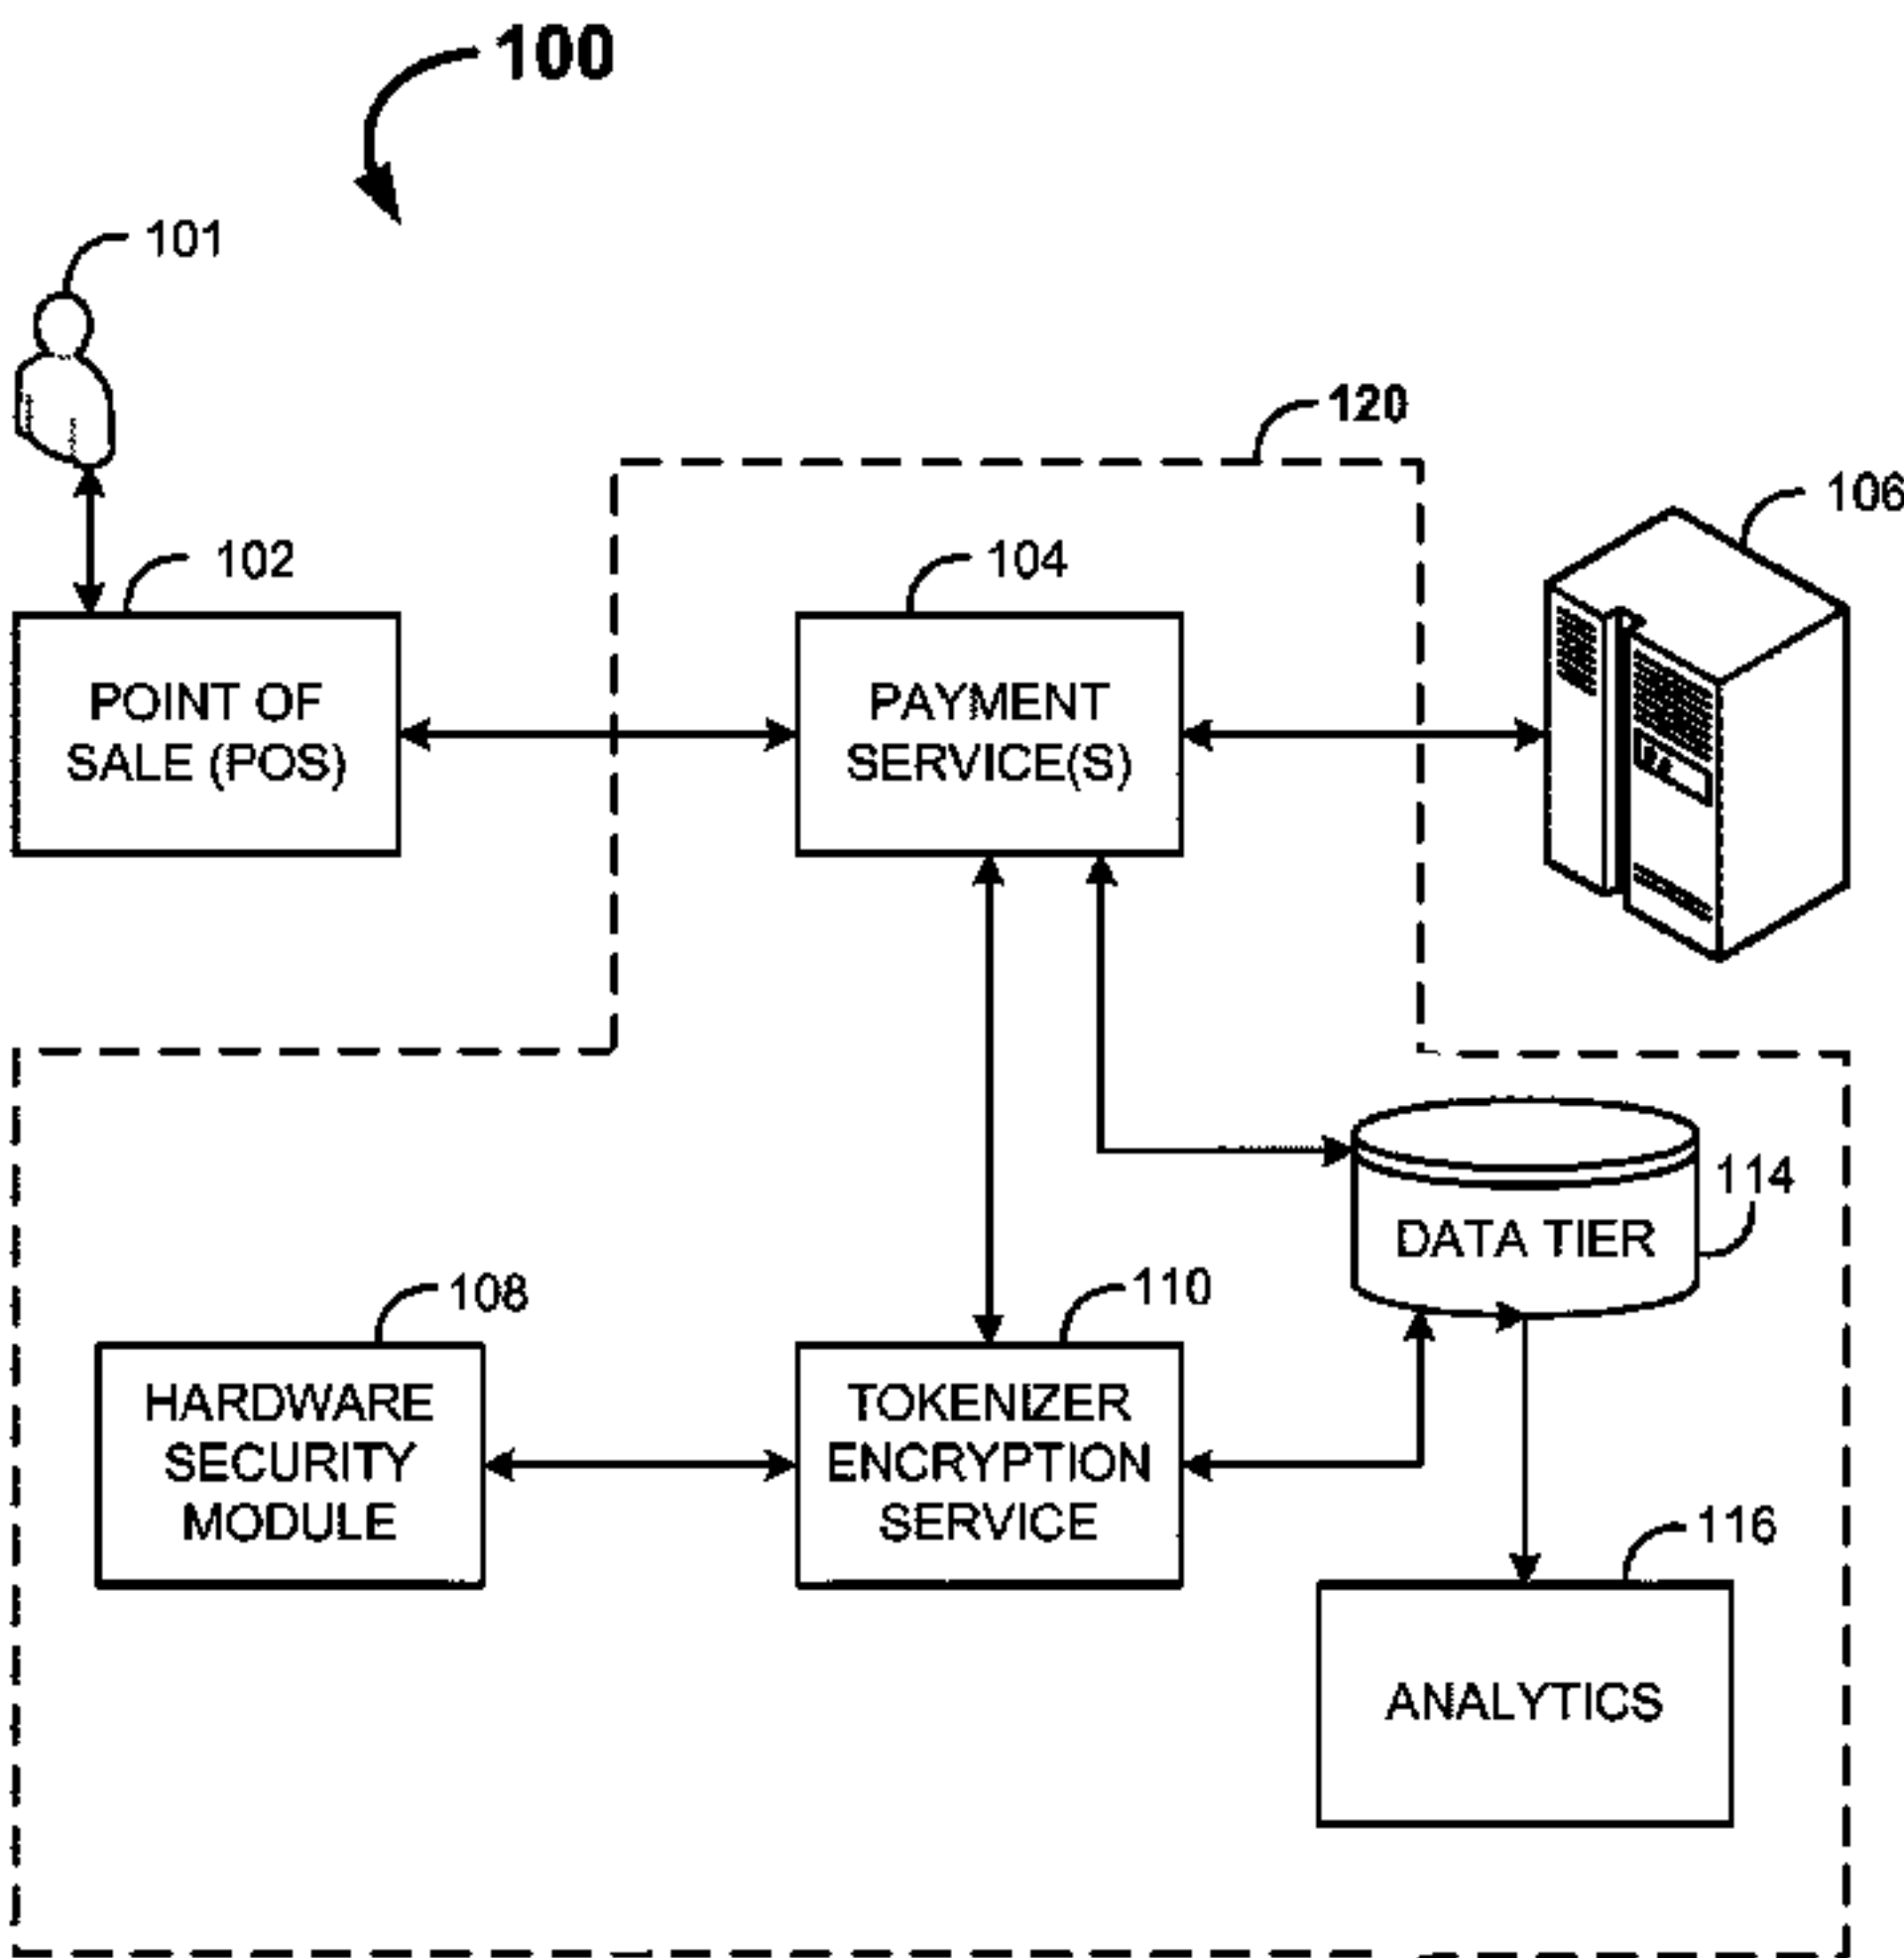 100
101
120
106
102
104
POINT OF
SALE (POS)
PAYMENT
SERVICE(S)
114
DATA TIER
108
110
HARDWARE
SECURITY
MODULE
TOKENIZER
ENCRYPTION
SERVICE
116
ANALYTICS